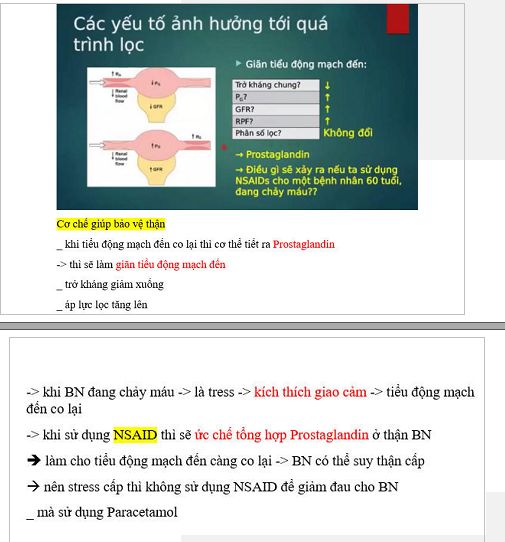 Các yếu tố ảnh hưởng tới quá
trình lọc
Giãn tiểu động mạch đến:
Trở kháng chung? ↓
P_G? ↑
GFR? ↑
RPF? ↑
Phân số lọc? Không đổi
→ Prostaglandin
→ Điều gì sẽ xảy ra nếu ta sử dụng
NSAIDs cho một bệnh nhân 60 tuổi,
đang chảy máu??
↑ R_A
↓ Renal
blood
flow
↓ P_G
↓ GFR
↑ R_E
↓ Renal
blood
flow
↑ P_G
↑ GFR
Cơ chế giúp bảo vệ thận
_ khi tiểu động mạch đến co lại thì cơ thể tiết ra Prostaglandin
-> thì sẽ làm giãn tiểu động mạch đến
_ trở kháng giảm xuống
_ áp lực lọc tăng lên
-> khi BN đang chảy máu -> là tress -> kích thích giao cảm -> tiểu động mạch
đến co lại
-> khi sử dụng NSAID thì sẽ ức chế tổng hợp Prostaglandin ở thận BN
➔ làm cho tiểu động mạch đến càng co lại -> BN có thể suy thận cấp
→ nên stress cấp thì không sử dụng NSAID để giảm đau cho BN
_ mà sử dụng Paracetamol